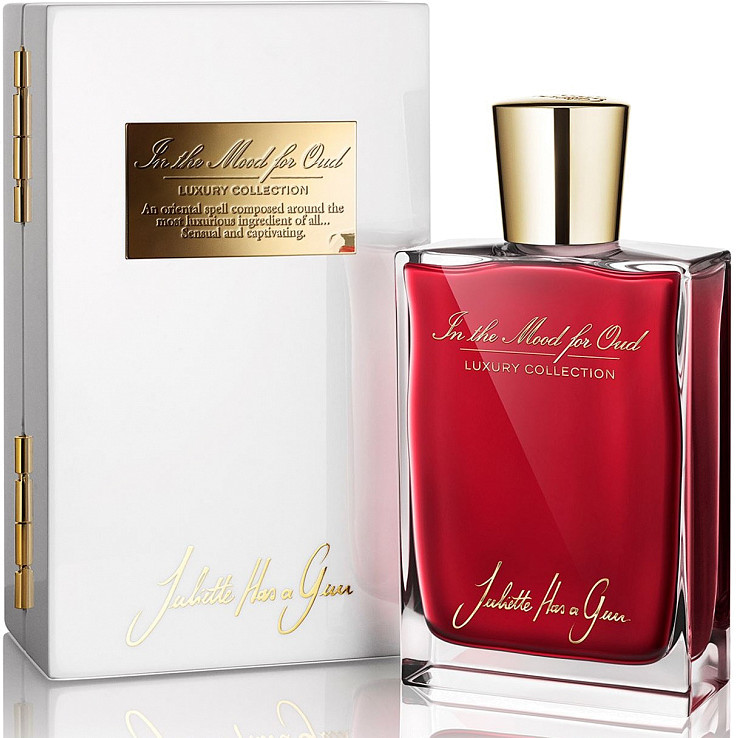 In the Mood for Oud
LUXURY COLLECTION
An oriental spell composed around the
most luxurious ingredient of all...
Sensual and captivating.
Juliette Has a Gun
In the Mood for Oud
LUXURY COLLECTION
Juliette Has a Gun